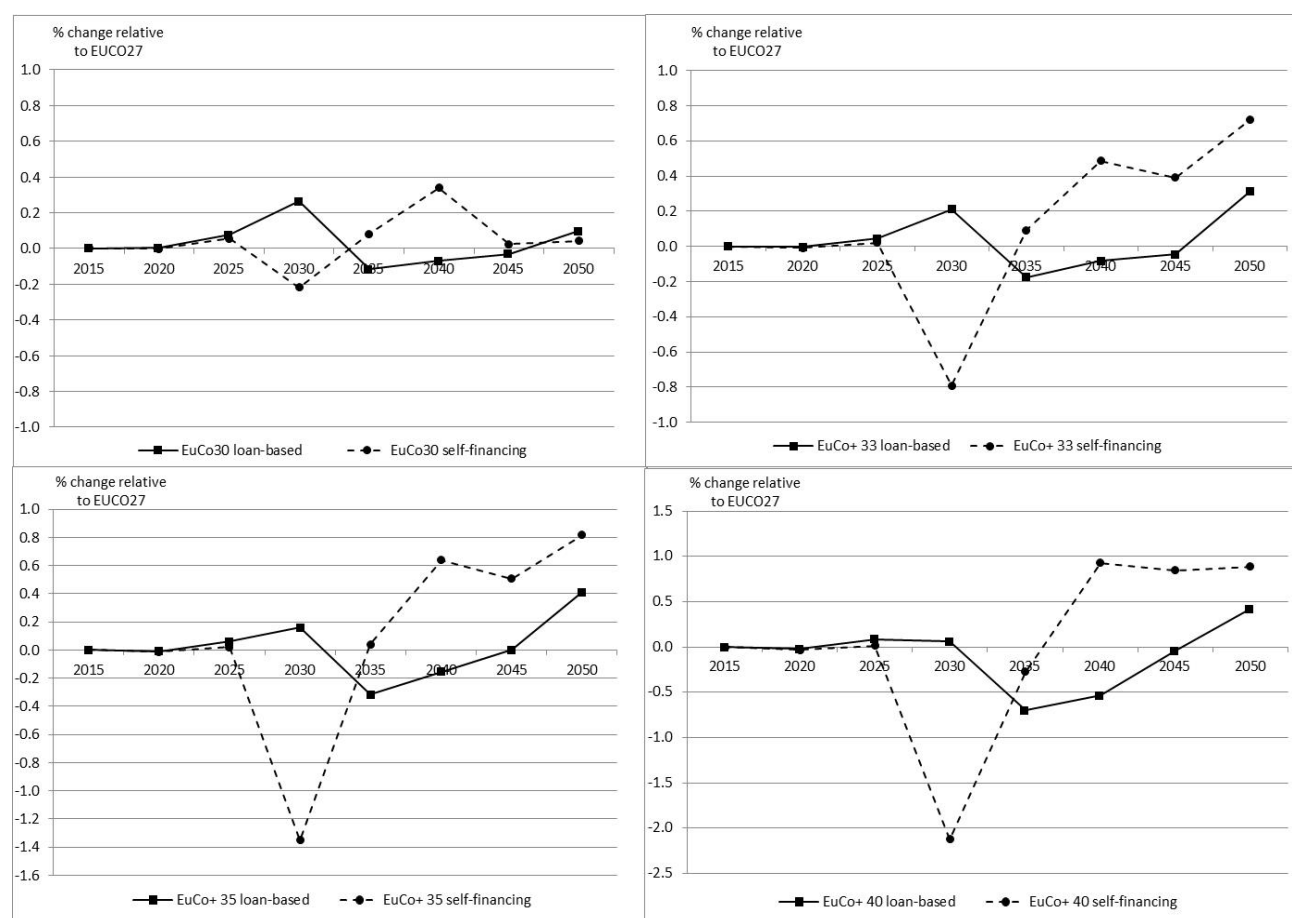 % change relative
to EUCO27
1.0
0.8
0.6
0.4
0.2
0.0
-0.2
-0.4
-0.6
-0.8
-1.0
2015 2020 2025 2030 2035 2040 2045 2050
EuCo30 loan-based EuCo30 self-financing
% change relative
to EUCO27
1.0
0.8
0.6
0.4
0.2
0.0
-0.2
-0.4
-0.6
-0.8
-1.0
2015 2020 2025 2030 2035 2040 2045 2050
EuCo+ 33 loan-based EuCo+ 33 self-financing
% change relative
to EUCO27
1.0
0.8
0.6
0.4
0.2
0.0
-0.2
-0.4
-0.6
-0.8
-1.0
-1.2
-1.4
-1.6
2015 2020 2025 2030 2035 2040 2045 2050
EuCo+ 35 loan-based EuCo+ 35 self-financing
% change relative
to EUCO27
1.5
1.0
0.5
0.0
-0.5
-1.0
-1.5
-2.0
-2.5
2015 2020 2025 2030 2035 2040 2045 2050
EuCo+ 40 loan-based EuCo+ 40 self-financing